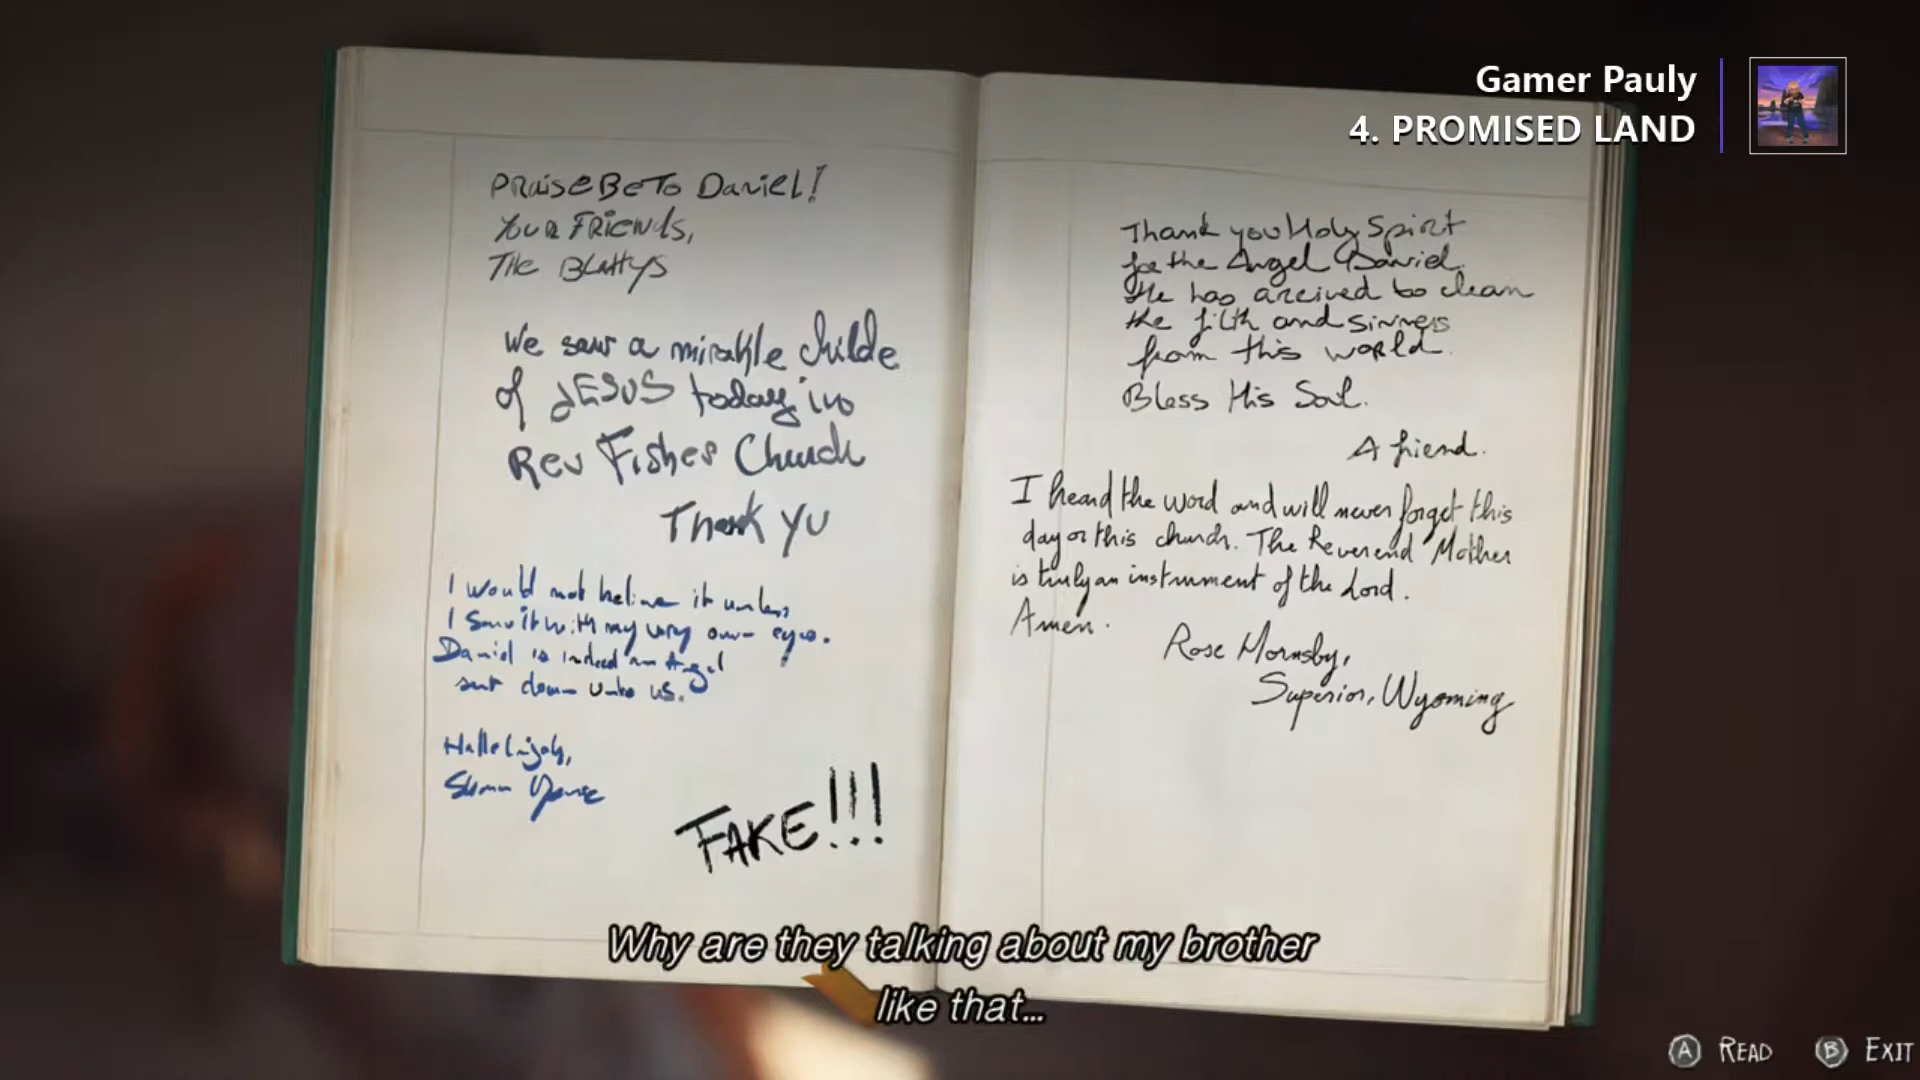 Gamer Pauly
4. PROMISED LAND
Praise Be To Daniel!
Your Friends,
The Blattys
We saw a mirakle childe
of JESUS today in
Rev Fisher Church
Thank yu
I would not believe it unless
I saw it with my very own eyes.
Daniel is indeed an Angel
sent down unto us.
Hallelujah,
FAKE!!!
Thank you Holy Spirit
for the Angel Daniel.
He has arrived to clean
the filth and sinners
from this world.
Bless His Soul.
A friend.
I heard the word and will never forget this
day or this church. The Reverend Mother
is truly an instrument of the Lord.
Amen.
Rose Hornsby,
Superior, Wyoming
Why are they talking about my brother
like that...
A READ B EXIT